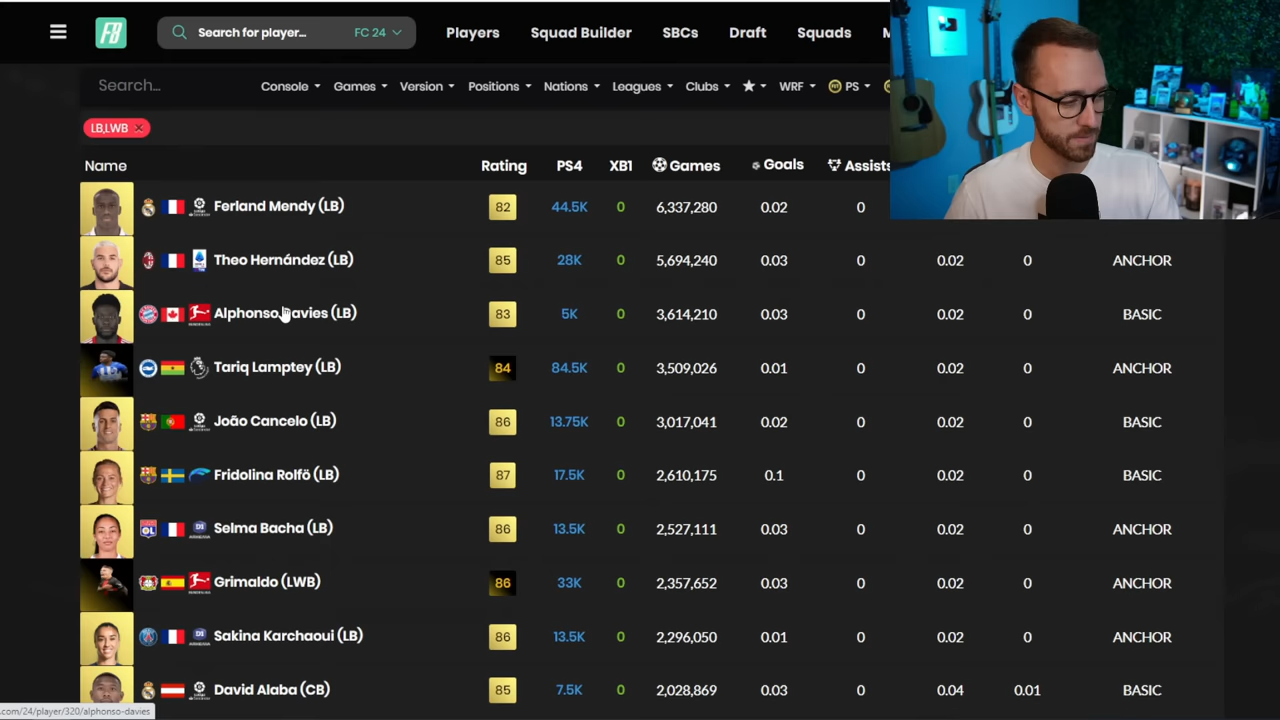 FB Search for player... FC 24 Players Squad Builder SBCs Draft Squads
Search... Console Games Version Positions Nations Leagues Clubs WRF PS
LB,LWB ×
Name Rating PS4 XB1 Games Goals Assists
Ferland Mendy (LB) 82 44.5K 0 6,337,280 0.02 0
Theo Hernández (LB) 85 28K 0 5,694,240 0.03 0 0.02 0 ANCHOR
Alphonso Davies (LB) 83 5K 0 3,614,210 0.03 0 0.02 0 BASIC
Tariq Lamptey (LB) 84 84.5K 0 3,509,026 0.01 0 0.02 0 ANCHOR
João Cancelo (LB) 86 13.75K 0 3,017,041 0.02 0 0.02 0 BASIC
Fridolina Rolfö (LB) 87 17.5K 0 2,610,175 0.1 0 0.02 0 BASIC
Selma Bacha (LB) 86 13.5K 0 2,527,111 0.03 0 0.02 0 ANCHOR
Grimaldo (LWB) 86 33K 0 2,357,652 0.03 0 0.02 0 ANCHOR
Sakina Karchaoui (LB) 86 13.5K 0 2,296,050 0.01 0 0.02 0 ANCHOR
David Alaba (CB) 85 7.5K 0 2,028,869 0.03 0 0.04 0.01 BASIC
.com/24/player/320/alphonso-davies